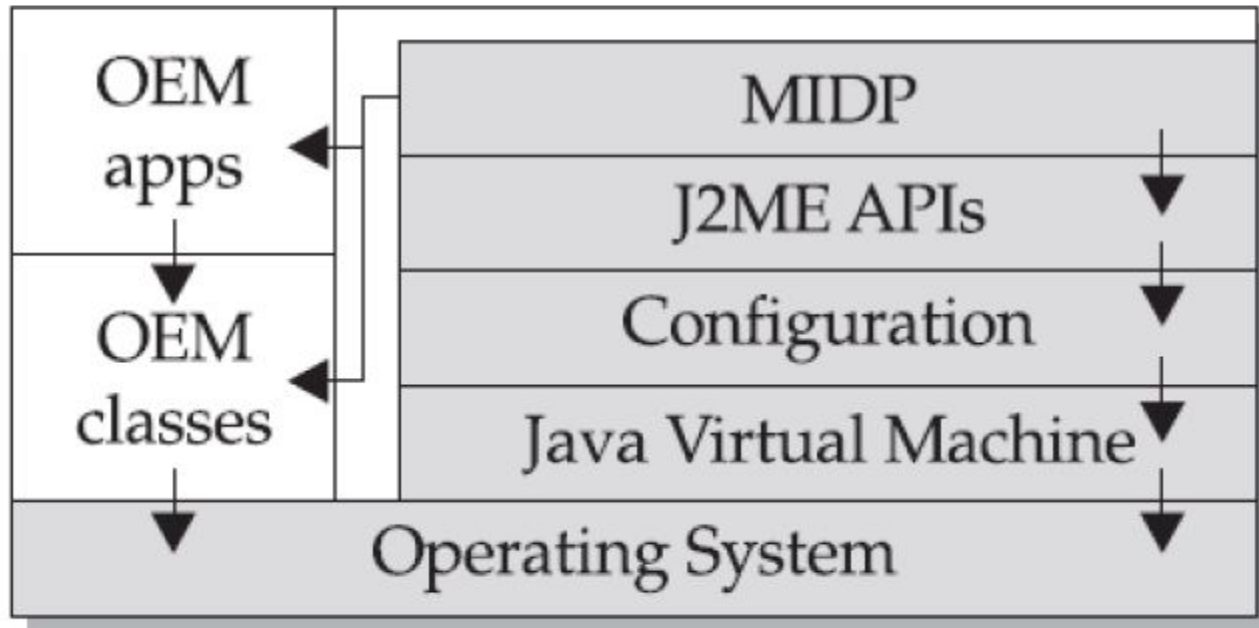 OEM
apps
OEM
classes
MIDP
J2ME APIs
Configuration
Java Virtual Machine
Operating System